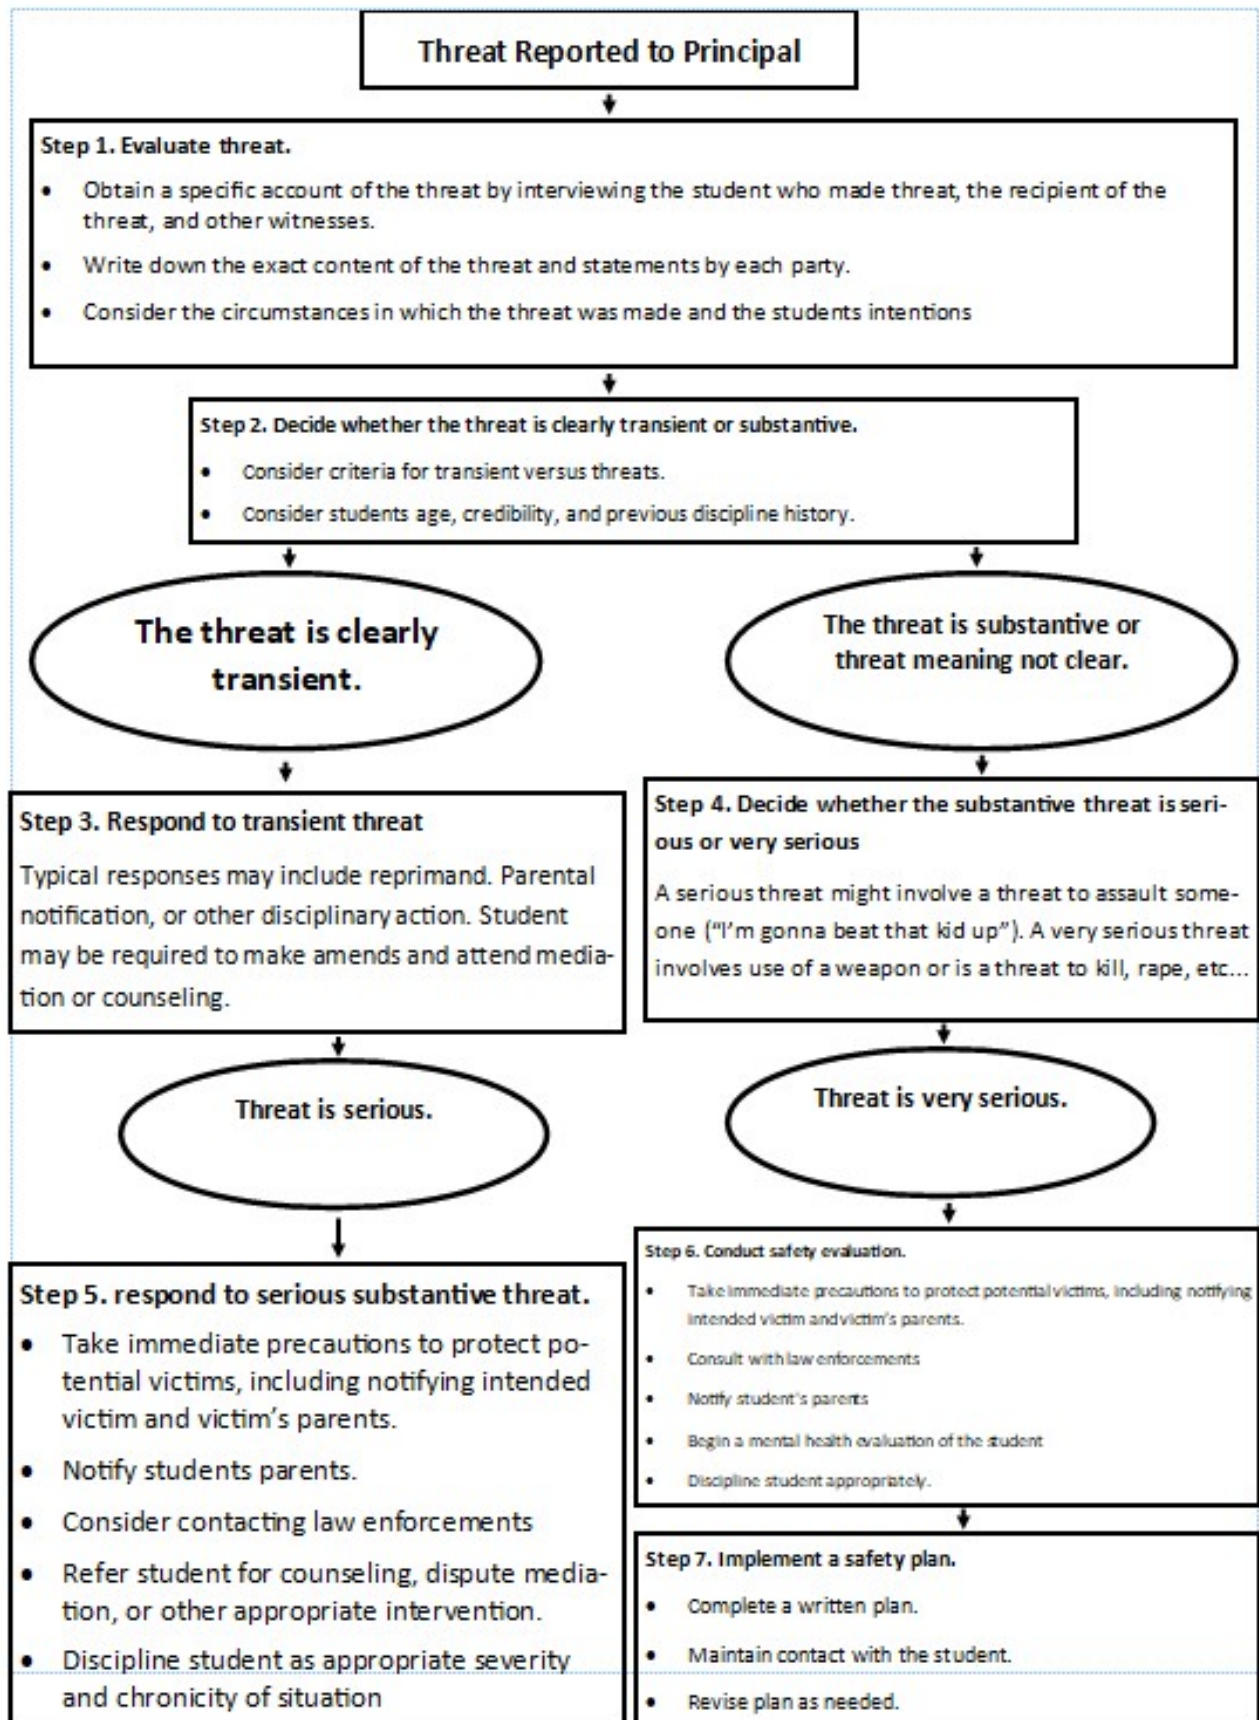 Threat Reported to Principal
Step 1. Evaluate threat.
• Obtain a specific account of the threat by interviewing the student who made threat, the recipient of the
threat, and other witnesses.
• Write down the exact content of the threat and statements by each party.
• Consider the circumstances in which the threat was made and the students intentions
Step 2. Decide whether the threat is clearly transient or substantive.
• Consider criteria for transient versus threats.
• Consider students age, credibility, and previous discipline history.
The threat is clearly
transient.
The threat is substantive or
threat meaning not clear.
Step 3. Respond to transient threat
Typical responses may include reprimand. Parental
notification, or other disciplinary action. Student
may be required to make amends and attend media-
tion or counseling.
Step 4. Decide whether the substantive threat is seri-
ous or very serious
A serious threat might involve a threat to assault some-
one (“I’m gonna beat that kid up”). A very serious threat
involves use of a weapon or is a threat to kill, rape, etc...
Threat is serious.
Threat is very serious.
Step 5. respond to serious substantive threat.
• Take immediate precautions to protect po-
tential victims, including notifying intended
victim and victim’s parents.
• Notify students parents.
• Consider contacting law enforcements
• Refer student for counseling, dispute media-
tion, or other appropriate intervention.
• Discipline student as appropriate severity
and chronicity of situation
Step 6. Conduct safety evaluation.
• Take immediate precautions to protect potential victims, including notifying
intended victim and victim’s parents.
• Consult with law enforcements
• Notify student’s parents
• Begin a mental health evaluation of the student
• Discipline student appropriately.
Step 7. Implement a safety plan.
• Complete a written plan.
• Maintain contact with the student.
• Revise plan as needed.